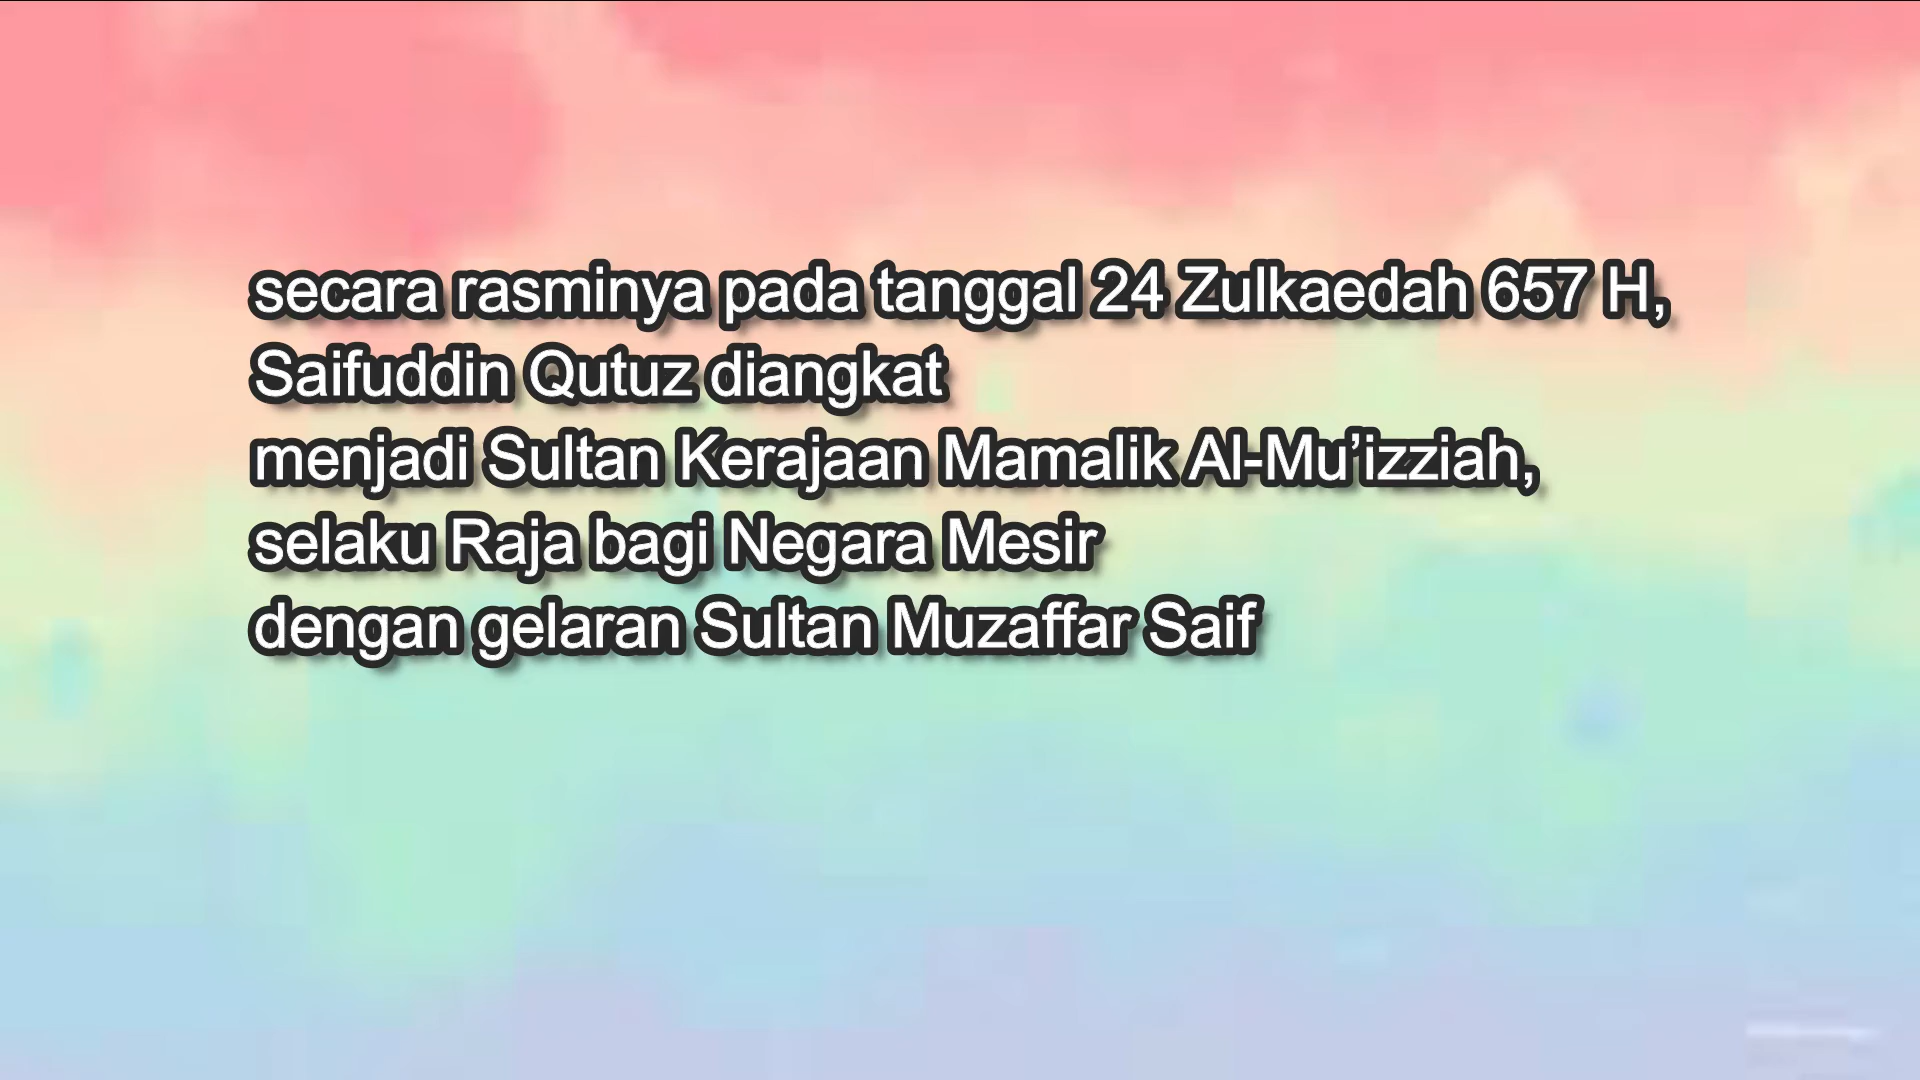 secara rasminya pada tanggal 24 Zulkaedah 657 H,
Saifuddin Qutuz diangkat
menjadi Sultan Kerajaan Mamalik Al-Mu’izziah,
selaku Raja bagi Negara Mesir
dengan gelaran Sultan Muzaffar Saif